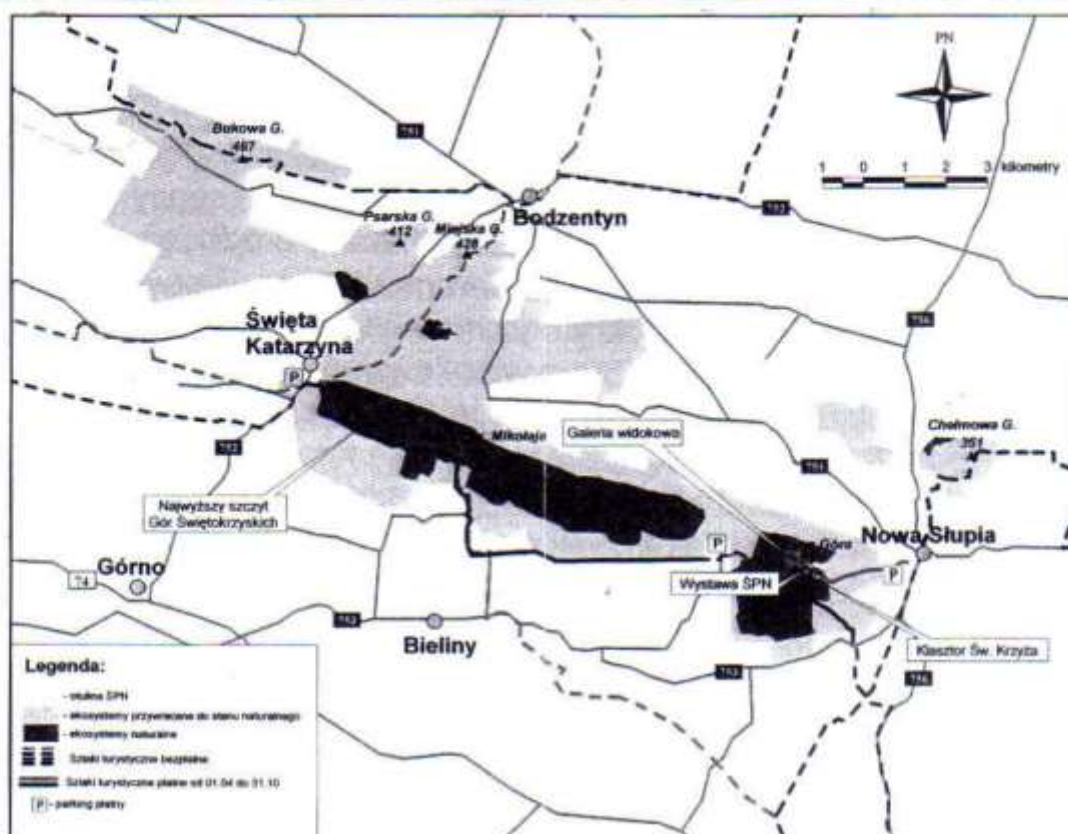 PN
1 0 1 2 3 kilometry
751
Bukowa G.
Bodzentyn
Psarska G.
412
Miejska G.
428
Święta
Katarzyna
P
752
Mikołaje
Galeria widokowa
Chełmowa G.
351
756
751
Najwyższy szczyt
Gór Świętokrzyskich
Nowa Słupia
P
Góra
Wystawa ŚPN
P
Górno
74
753
Bieliny
Klasztor Św. Krzyża
753
756
Legenda:
- otulina ŚPN
- ekosystemy przywracane do stanu naturalnego
- ekosystemy naturalne
Szlaki turystyczne bezpłatne
Szlaki turystyczne płatne od 01.04 do 31.10
P - parking płatny